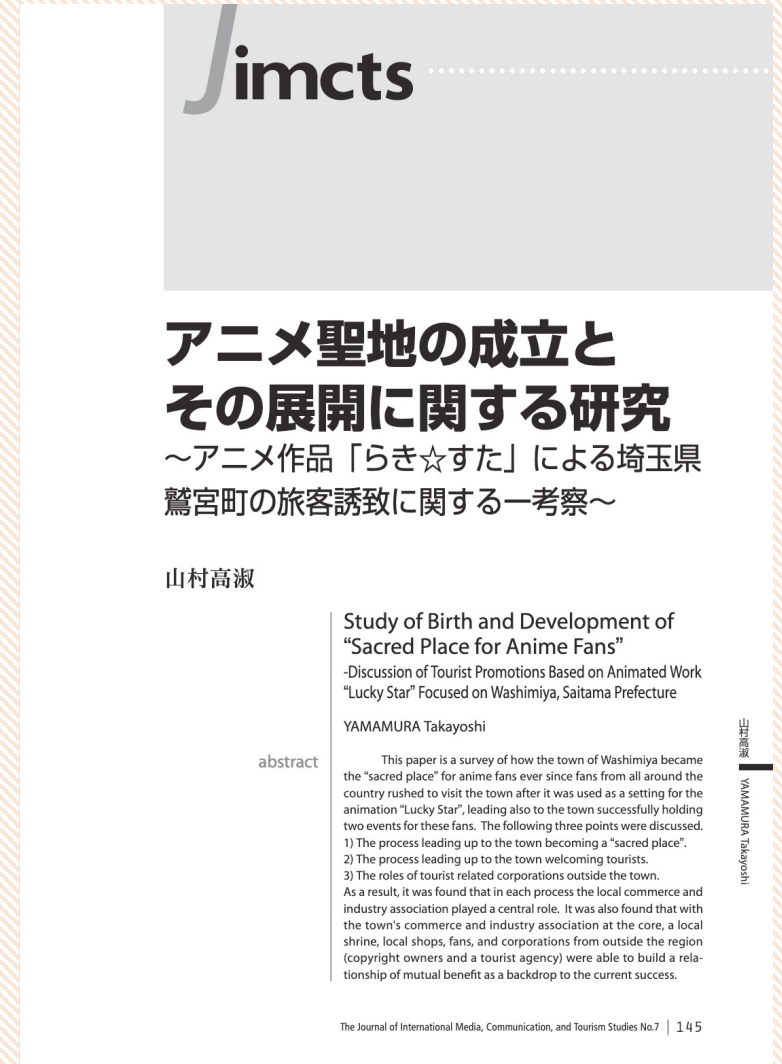 Jimcts
アニメ聖地の成立と
その展開に関する研究
～アニメ作品「らき☆すた」による埼玉県
鷲宮町の旅客誘致に関する一考察～
山村高淑
Study of Birth and Development of
“Sacred Place for Anime Fans”
-Discussion of Tourist Promotions Based on Animated Work
“Lucky Star” Focused on Washimiya, Saitama Prefecture
YAMAMURA Takayoshi
abstract
This paper is a survey of how the town of Washimiya became
the “sacred place” for anime fans ever since fans from all around the
country rushed to visit the town after it was used as a setting for the
animation “Lucky Star”, leading also to the town successfully holding
two events for these fans. The following three points were discussed.
1) The process leading up to the town becoming a “sacred place”.
2) The process leading up to the town welcoming tourists.
3) The roles of tourist related corporations outside the town.
As a result, it was found that in each process the local commerce and
industry association played a central role. It was also found that with
the town's commerce and industry association at the core, a local
shrine, local shops, fans, and corporations from outside the region
(copyright owners and a tourist agency) were able to build a rela-
tionship of mutual benefit as a backdrop to the current success.
山村高淑
YAMAMURA Takayoshi
The Journal of International Media, Communication, and Tourism Studies No.7 | 145